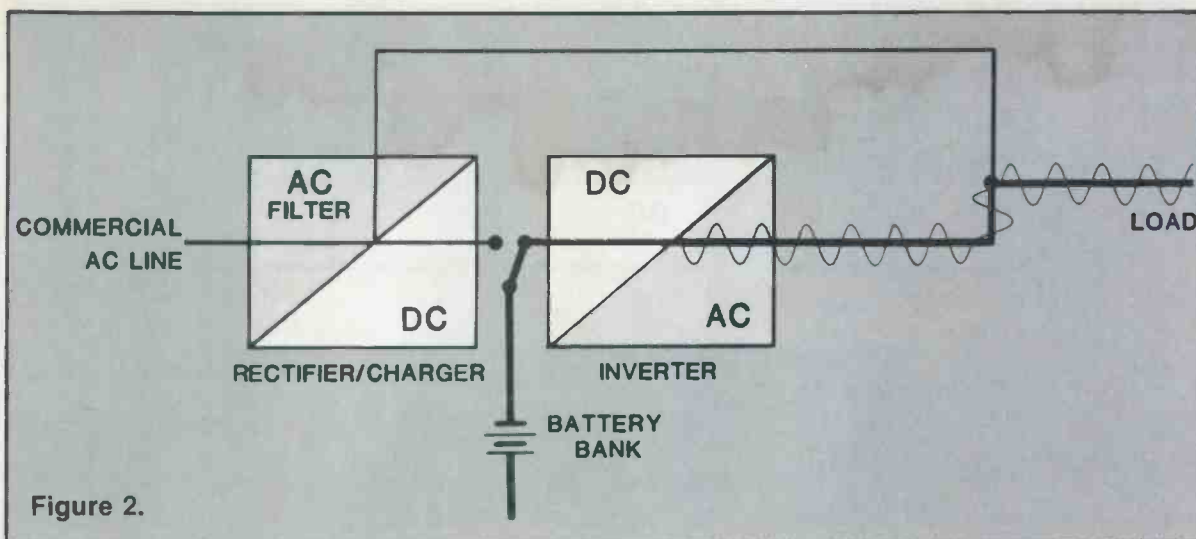 AC
FILTER
COMMERCIAL
AC LINE
DC
RECTIFIER/CHARGER
DC
AC
INVERTER
BATTERY
BANK
LOAD
Figure 2.